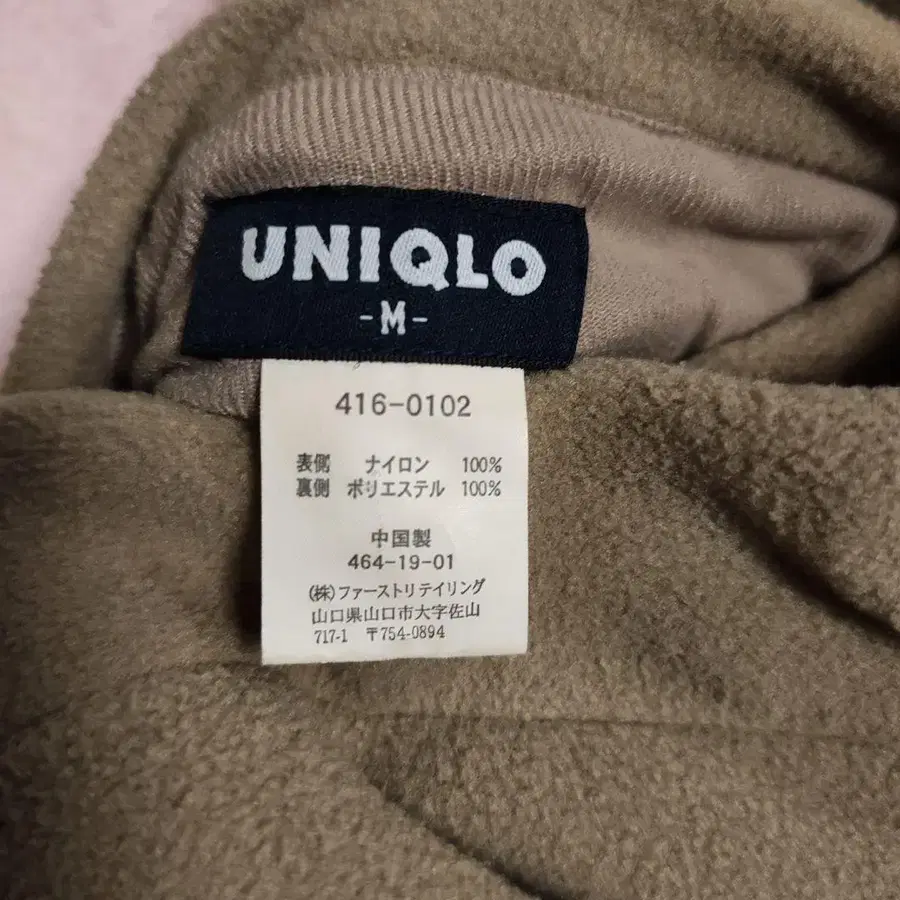 UNIQLO
-M-
416-0102
表側 ナイロン 100%
裏側 ポリエステル 100%
中国製
464-19-01
(株)ファーストリテイリング
山口県山口市大字佐山
717-1 〒754-0894